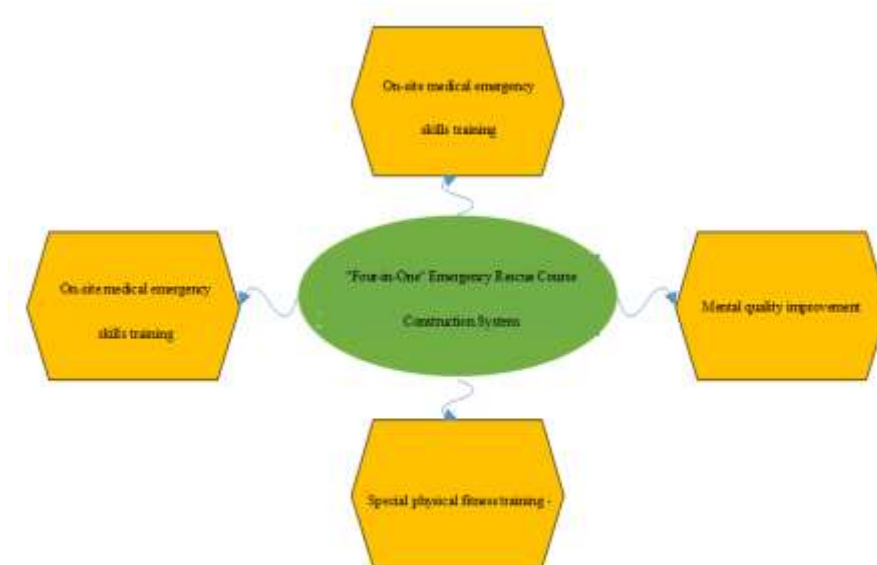 On-site medical emergency
skills training
"Four-in-One" Emergency Rescue Course
Construction System
On-site medical emergency
skills training
Mental quality improvement
Special physical fitness training -